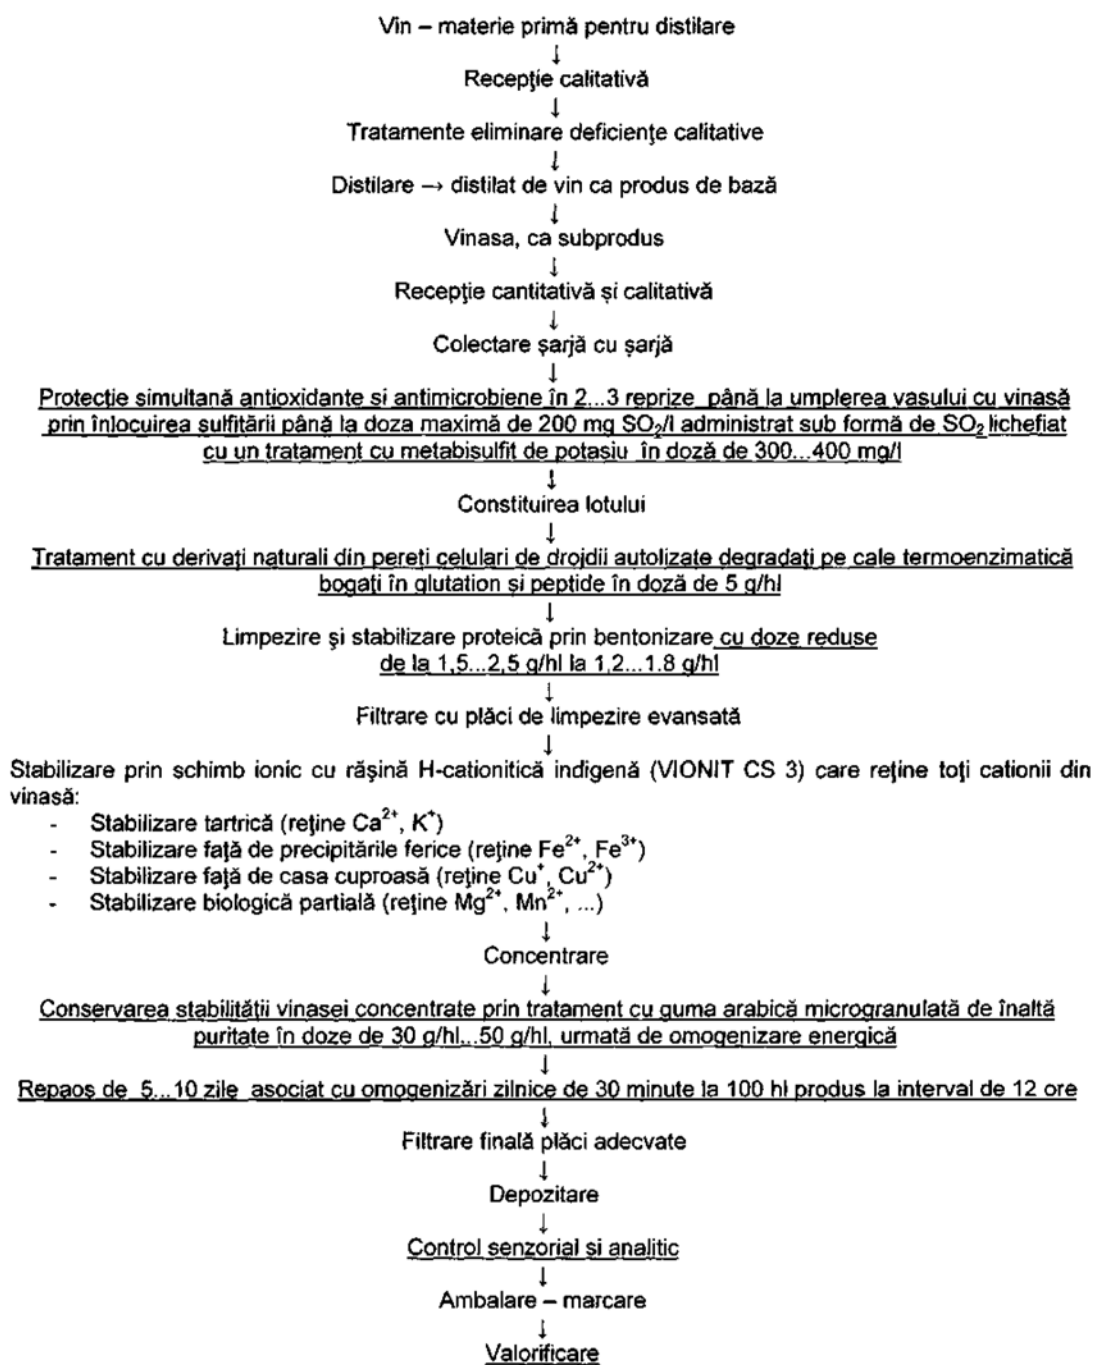 Vin – materie primă pentru distilare
↓
Recepţie calitativă
↓
Tratamente eliminare deficienţe calitative
↓
Distilare → distilat de vin ca produs de bază
↓
Vinasa, ca subprodus
↓
Recepţie cantitativă şi calitativă
↓
Colectare şarjă cu şarjă
↓
Protecţie simultană antioxidante si antimicrobiene în 2...3 reprize până la umplerea vasului cu vinasă
prin înlocuirea sulfitării până la doza maximă de 200 mg SO₂/l administrat sub formă de SO₂ lichefiat
cu un tratament cu metabisulfit de potasiu în doză de 300...400 mg/l
↓
Constituirea lotului
↓
Tratament cu derivaţi naturali din pereţi celulari de drojdii autolizate degradaţi pe cale termoenzimatică
bogaţi în glutation şi peptide în doză de 5 g/hl
↓
Limpezire şi stabilizare proteică prin bentonizare cu doze reduse
de la 1,5...2,5 g/hl la 1,2...1.8 g/hl
↓
Filtrare cu plăci de limpezire evansată
↓
Stabilizare prin schimb ionic cu răşină H-cationitică indigenă (VIONIT CS 3) care reţine toţi cationii din
vinasă:
- Stabilizare tartrică (reţine Ca²⁺, K⁺)
- Stabilizare faţă de precipitările ferice (reţine Fe²⁺, Fe³⁺)
- Stabilizare faţă de casa cuproasă (reţine Cu⁺, Cu²⁺)
- Stabilizare biologică partială (reţine Mg²⁺, Mn²⁺, ...)
↓
Concentrare
↓
Conservarea stabilităţii vinasei concentrate prin tratament cu guma arabică microgranulată de înaltă
puritate în doze de 30 g/hl...50 g/hl, urmată de omogenizare energică
↓
Repaos de 5...10 zile asociat cu omogenizări zilnice de 30 minute la 100 hl produs la interval de 12 ore
↓
Filtrare finală plăci adecvate
↓
Depozitare
↓
Control senzorial si analitic
↓
Ambalare – marcare
↓
Valorificare